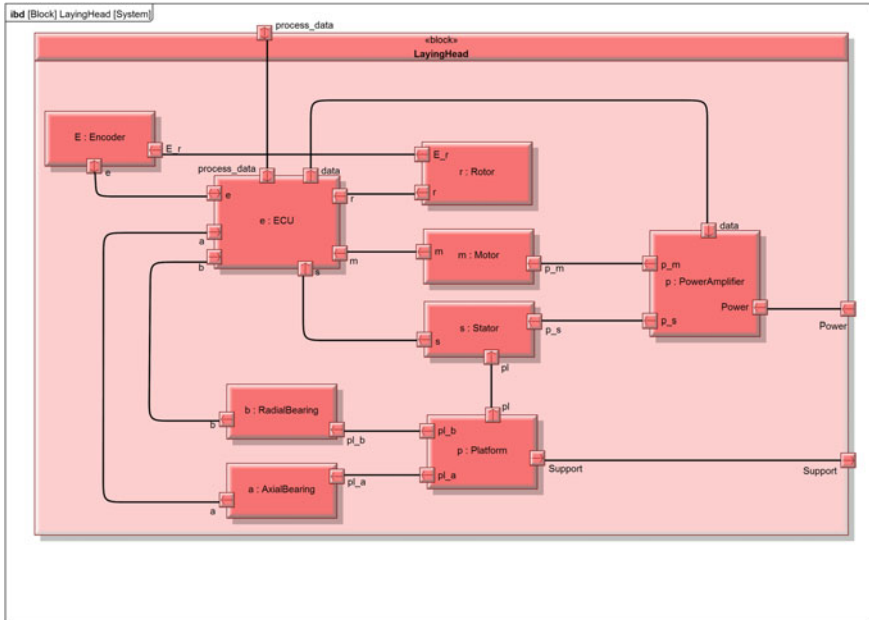 ibd [Block] LayingHead [System]
process_data
«block»
LayingHead
E : Encoder
E_r
e
E_r
r : Rotor
r
process_data
data
e
r
e : ECU
a
b
m
s
m
m : Motor
p_m
data
p_m
p : PowerAmplifier
Power
p_s
Power
s : Stator
s
p_s
pl
pl
b : RadialBearing
b
pl_b
pl_b
p : Platform
pl_a
Support
Support
a : AxialBearing
a
pl_a